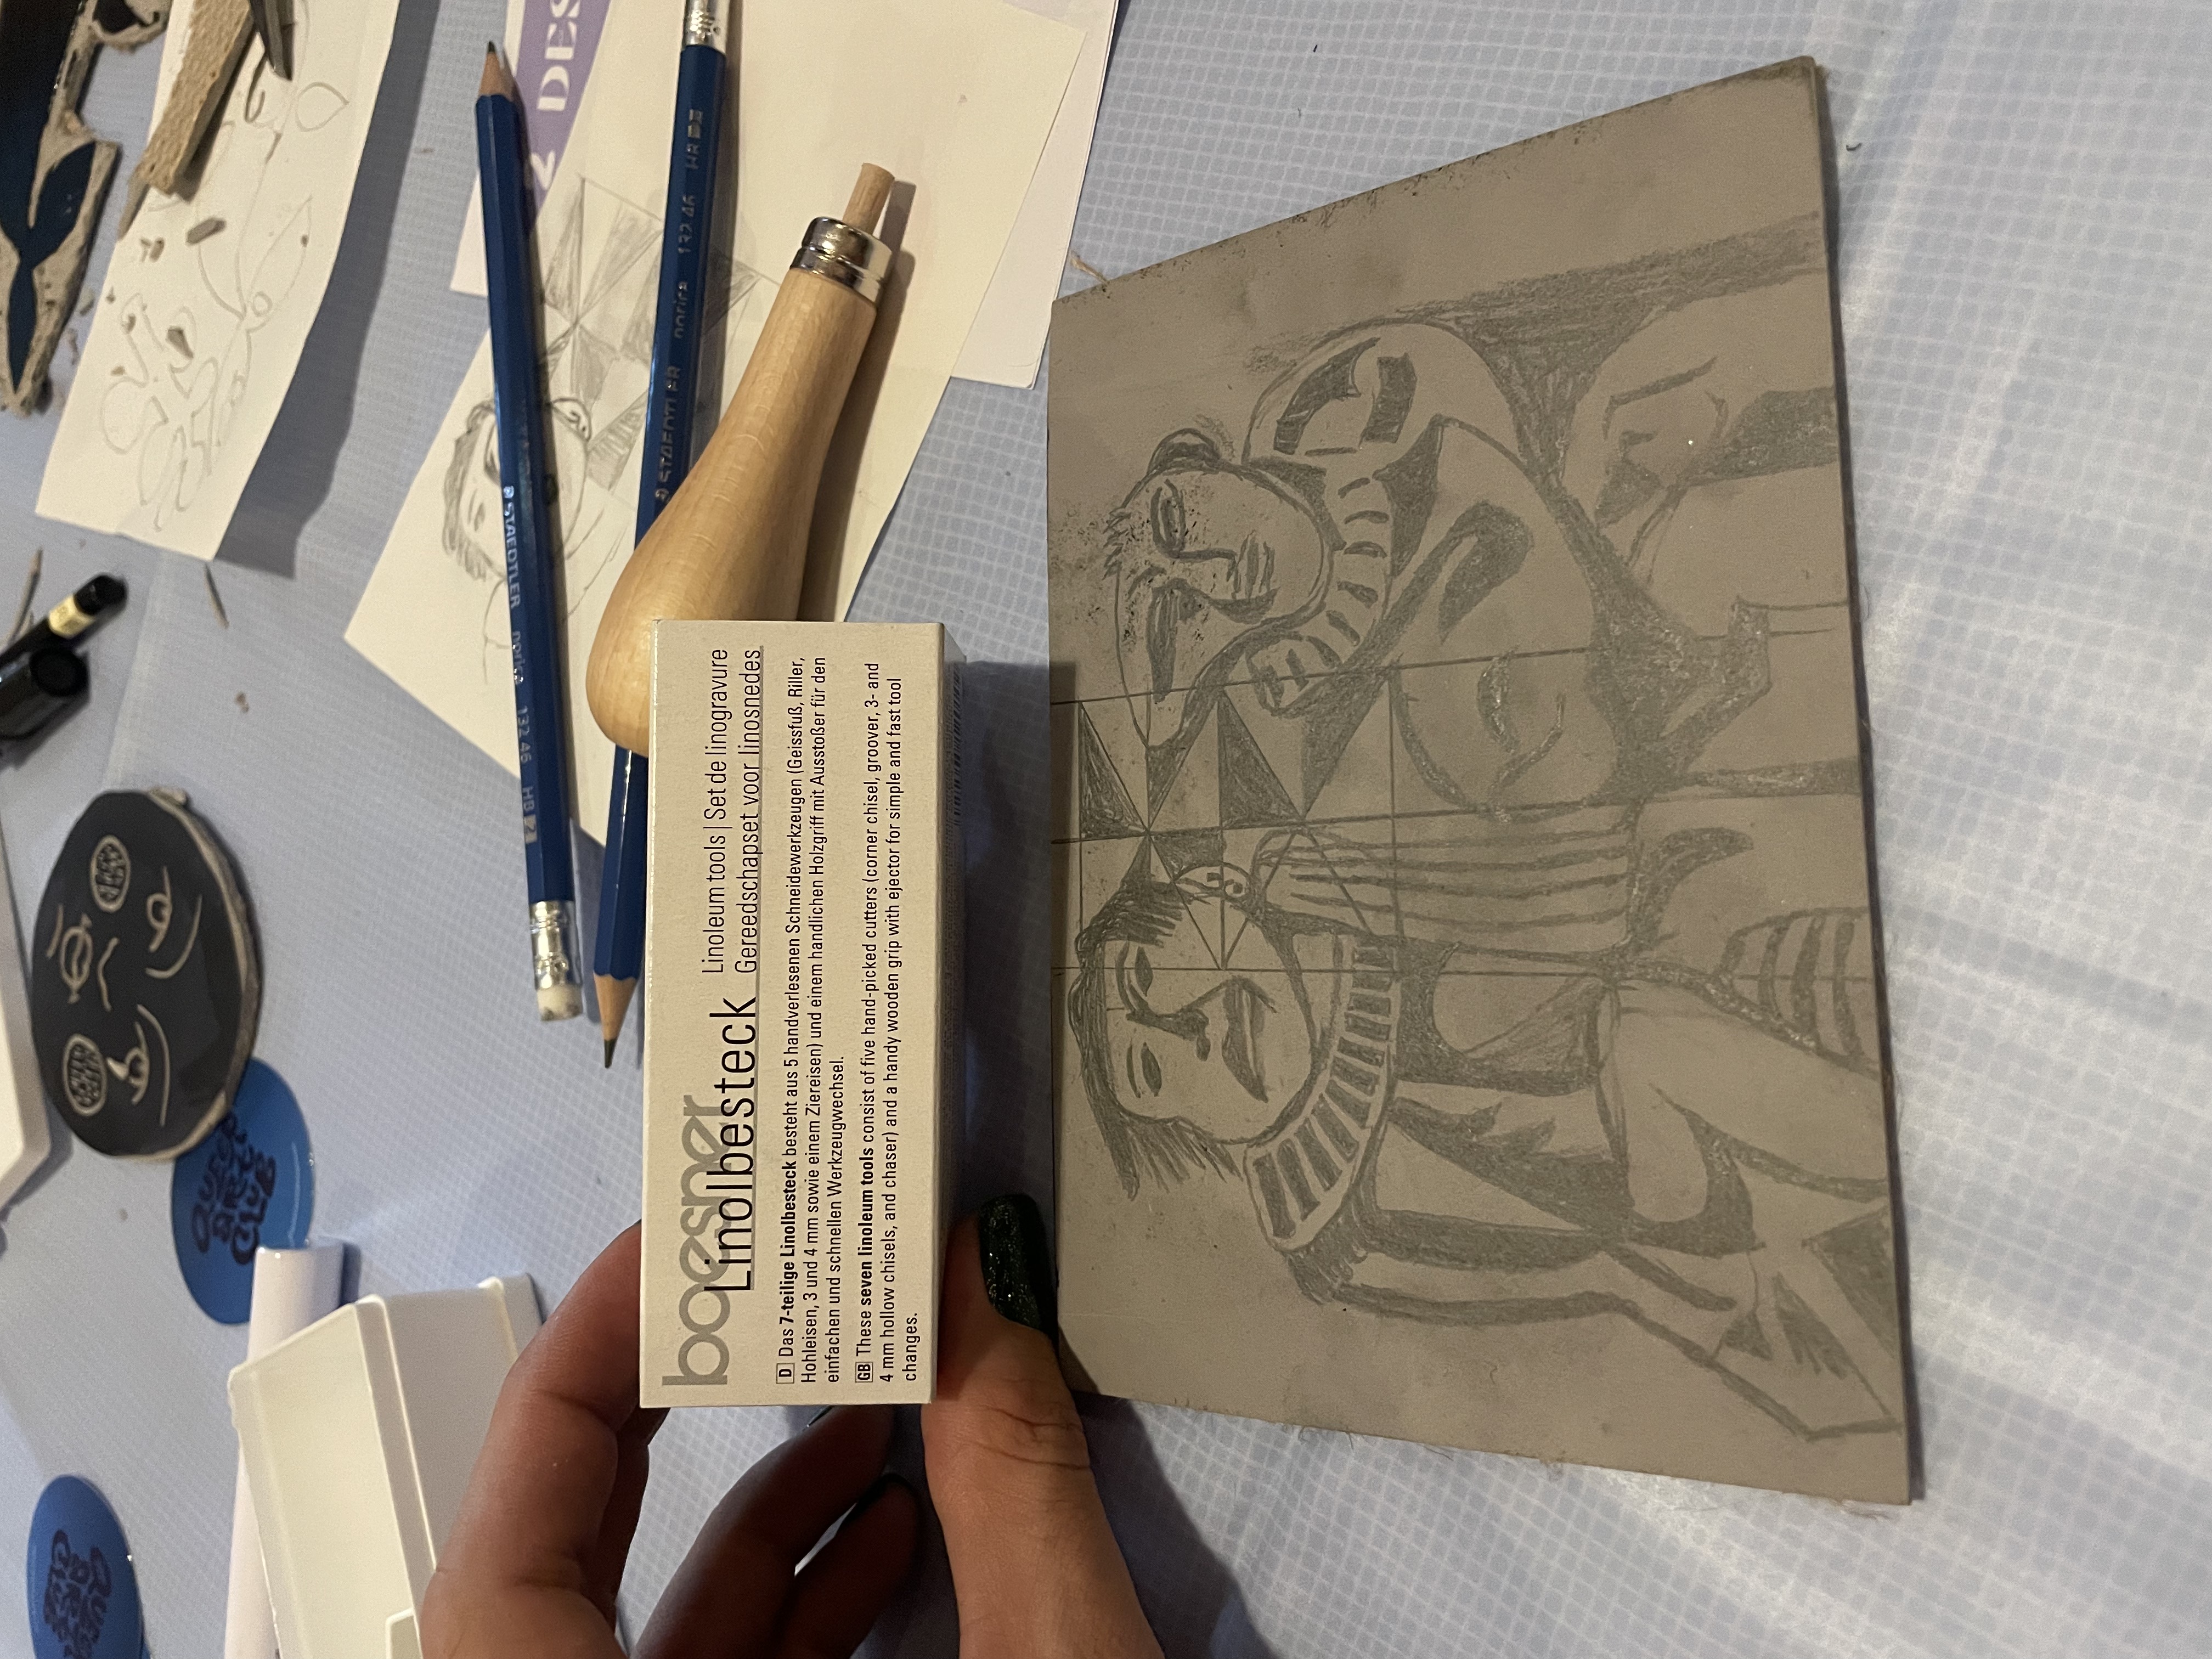 QUEER
ART
CLUB
QUEER
ART
CLUB
STAEDTLER noris 132 46 HB 2
DES
STAEDTLER noris 132 46 HB
boesner
Linolbesteck
Linoleum tools | Set de linogravure
Gereedschapset voor linosnedes
D Das 7-teilige Linolbesteck besteht aus 5 handverlesenen Schneidewerkzeugen (Geissfuß, Riller,
Hohleisen, 3 und 4 mm sowie einem Ziereisen) und einem handlichen Holzgriff mit Ausstoßer für den
einfachen und schnellen Werkzeugwechsel.
GB These seven linoleum tools consist of five hand-picked cutters (corner chisel, groover, 3- and
4 mm hollow chisels, and chaser) and a handy wooden grip with ejector for simple and fast tool
changes.